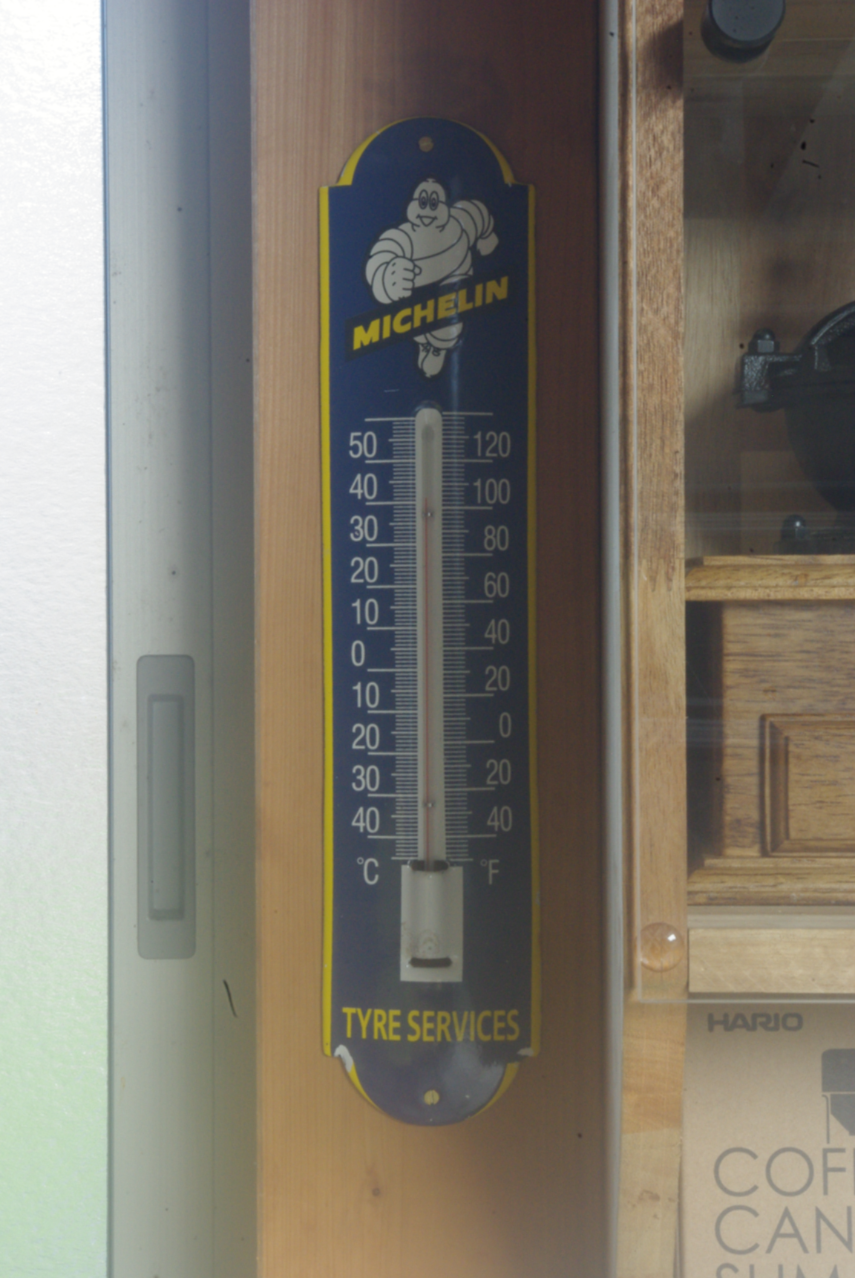 MICHELIN
50 120
40 100
30 80
20 60
10 40
0 20
10 0
20 20
30 40
40
°C °F
TYRE SERVICES
HARIO
COF
CAN
SUM